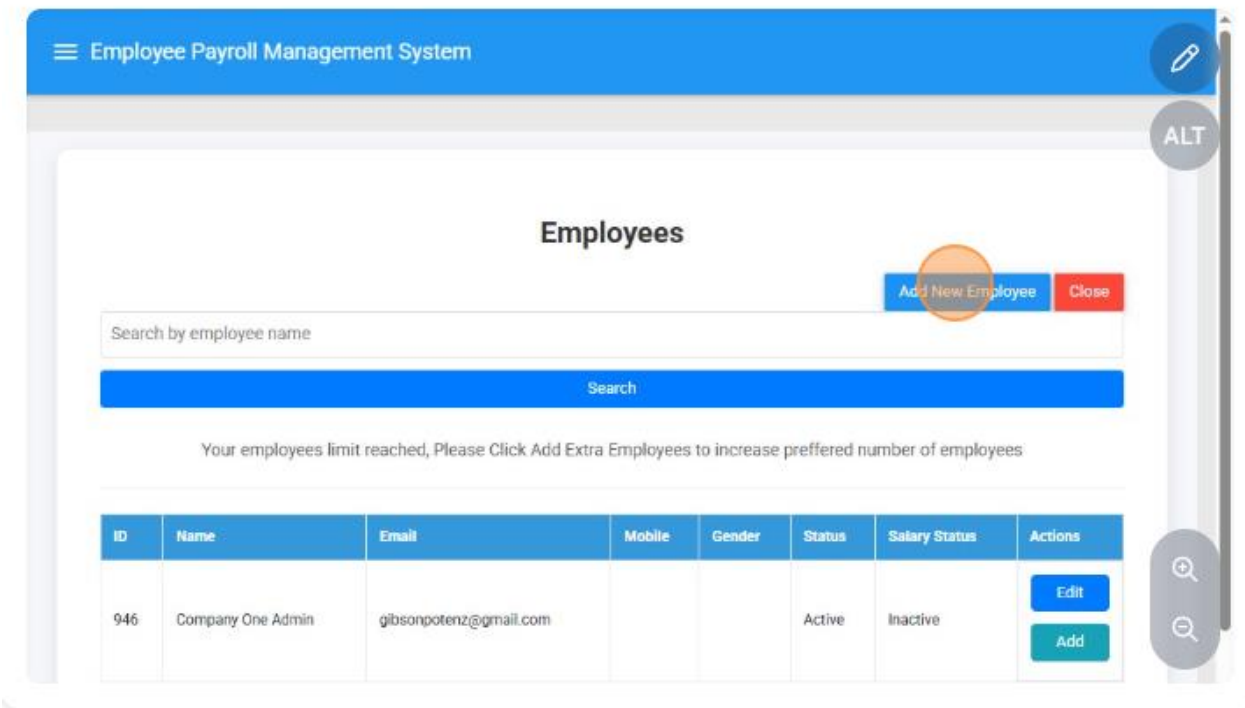 Employee Payroll Management System
ALT
Employees
Add New Employee Close
Search by employee name
Search
Your employees limit reached, Please Click Add Extra Employees to increase preffered number of employees
ID Name Email Mobile Gender Status Salary Status Actions
946 Company One Admin gibsonpotenz@gmail.com Active Inactive Edit
Add